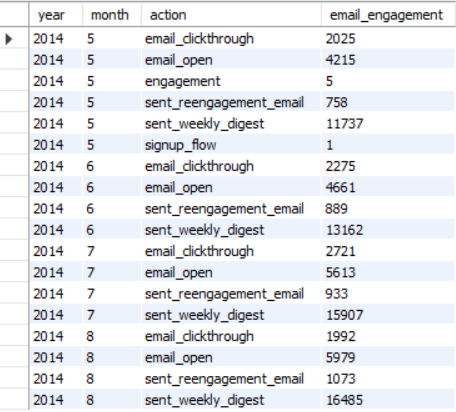 year month action email_engagement
2014 5 email_clickthrough 2025
2014 5 email_open 4215
2014 5 engagement 5
2014 5 sent_reengagement_email 758
2014 5 sent_weekly_digest 11737
2014 5 signup_flow 1
2014 6 email_clickthrough 2275
2014 6 email_open 4661
2014 6 sent_reengagement_email 889
2014 6 sent_weekly_digest 13162
2014 7 email_clickthrough 2721
2014 7 email_open 5613
2014 7 sent_reengagement_email 933
2014 7 sent_weekly_digest 15907
2014 8 email_clickthrough 1992
2014 8 email_open 5979
2014 8 sent_reengagement_email 1073
2014 8 sent_weekly_digest 16485